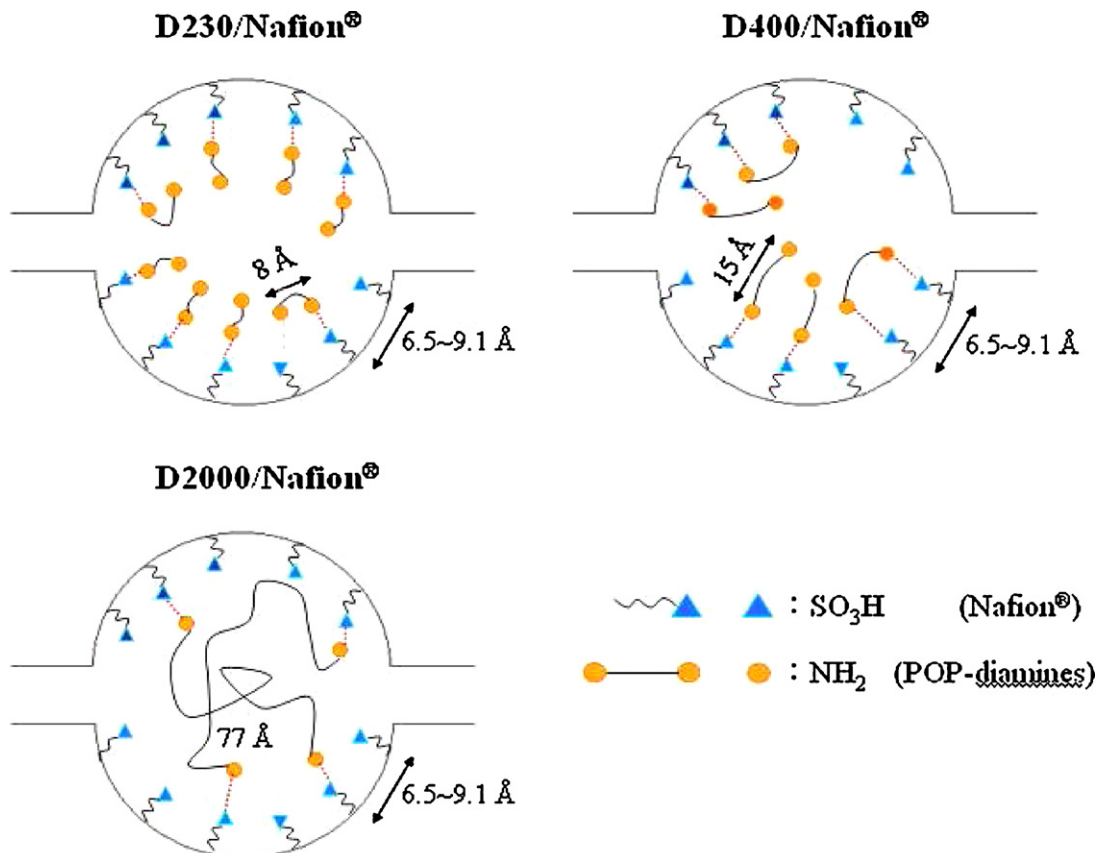 D230/Nafion®
D400/Nafion®
8 Å
6.5~9.1 Å
15 Å
6.5~9.1 Å
D2000/Nafion®
77 Å
6.5~9.1 Å
: SO₃H (Nafion®)
: NH₂ (POP-diamines)